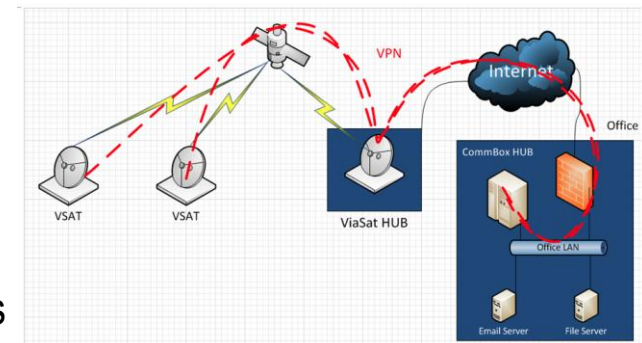 VPN
Internet
Office
CommBox HUB
VSAT
VSAT
ViaSat HUB
Office LAN
s
Email Server
File Server